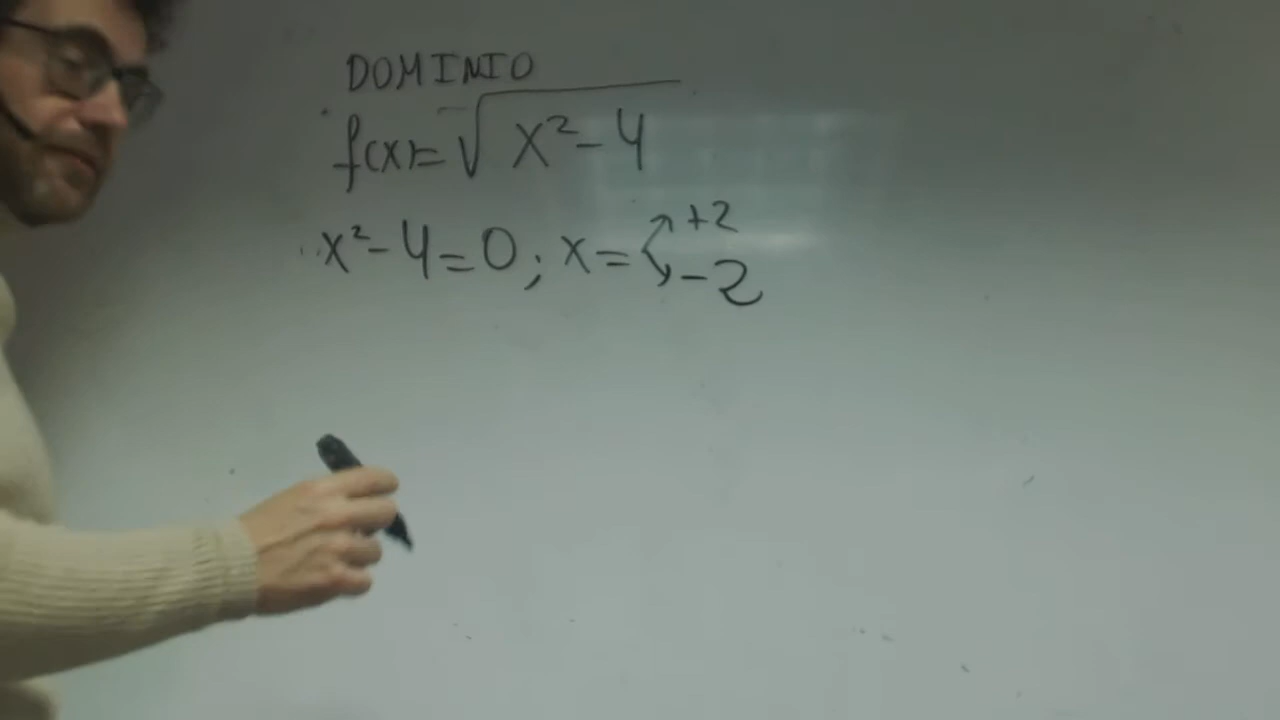 DOMINIO
f(x)=√x²-4
x²-4=0; x= +2
-2